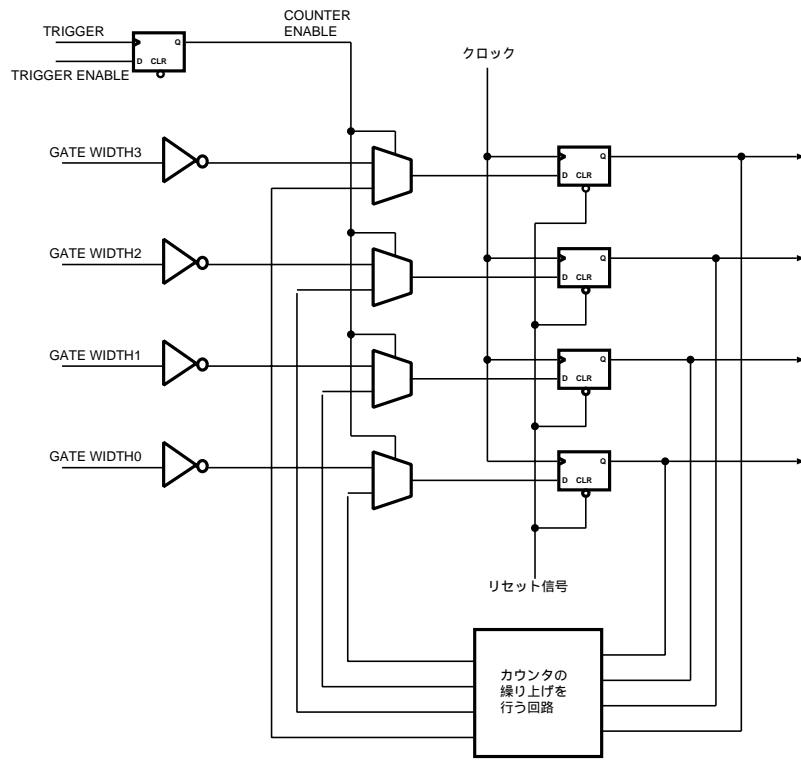 TRIGGER
TRIGGER ENABLE
D CLR
Q
COUNTER
ENABLE
クロック
GATE WIDTH3
Q
D CLR
GATE WIDTH2
Q
D CLR
GATE WIDTH1
Q
D CLR
GATE WIDTH0
Q
D CLR
リセット信号
カウンタの
繰り上げを
行う回路